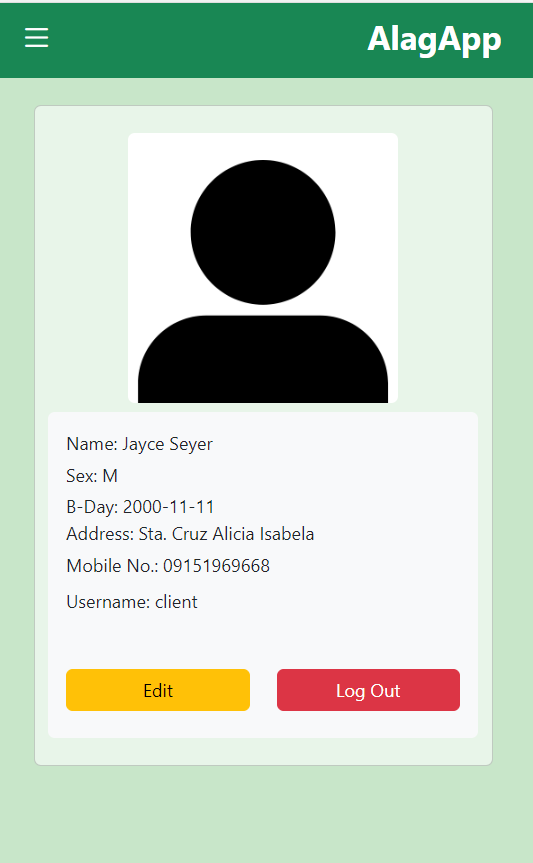 AlagApp
Name: Jayce Seyer
Sex: M
B-Day: 2000-11-11
Address: Sta. Cruz Alicia Isabela
Mobile No.: 09151969668
Username: client
Edit
Log Out